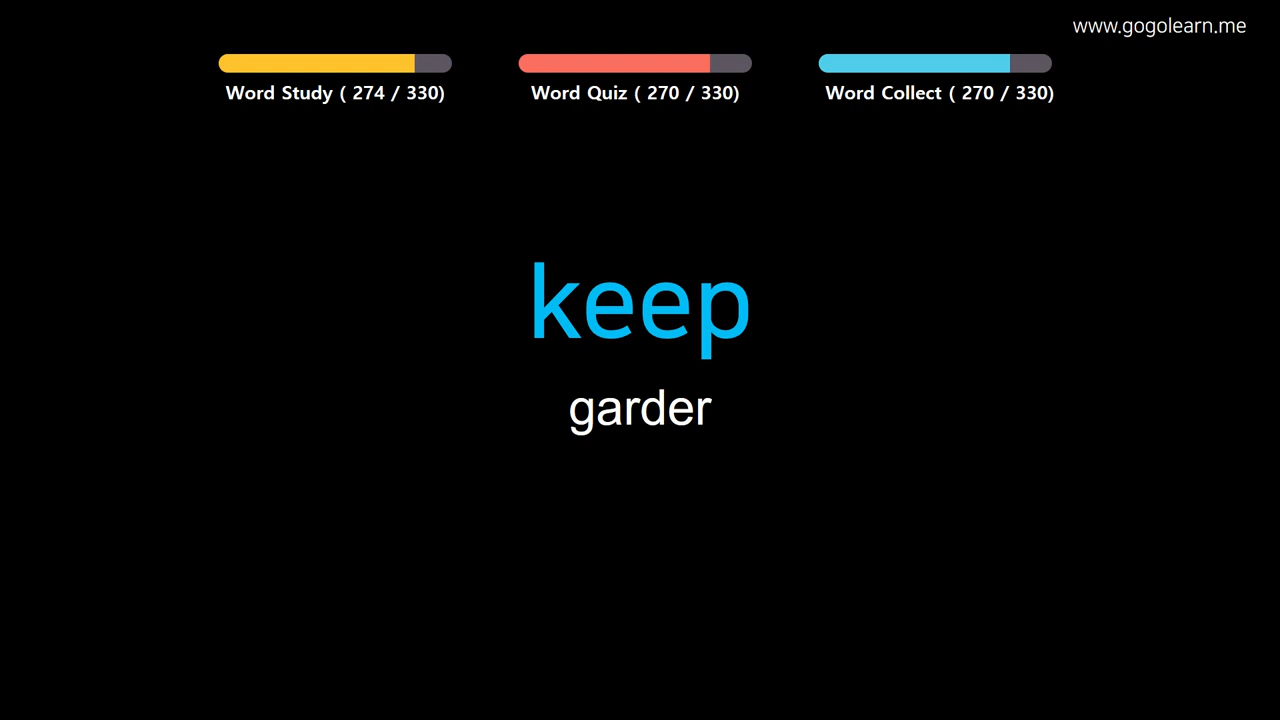 www.gogolearn.me
Word Study ( 274 / 330)
Word Quiz ( 270 / 330)
Word Collect ( 270 / 330)
keep
garder